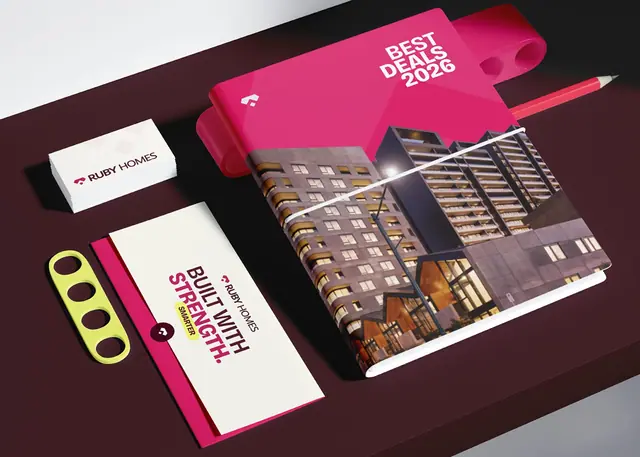 BEST
DEALS
2026
RUBY HOMES
RUBY HOMES
BUILT WITH
SMARTER
STRENGTH.